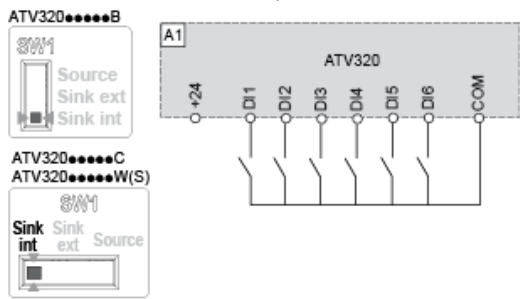 ATV320●●●●●B
SW1
Source
Sink ext
Sink int
ATV320●●●●●C
ATV320●●●●●W(S)
SW1
Sink int
Sink ext
Source
A1
ATV320
+24
DI1
DI2
DI3
DI4
DI5
DI6
COM